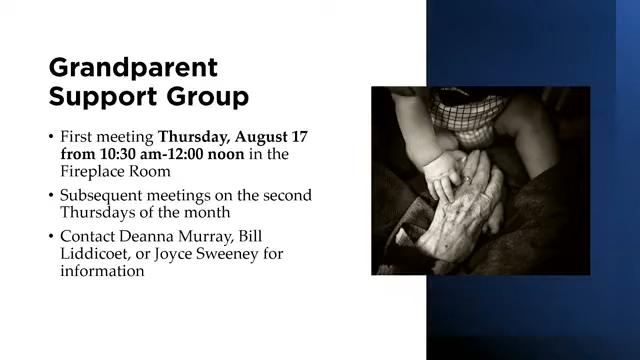 Grandparent
Support Group
• First meeting Thursday, August 17
from 10:30 am-12:00 noon in the
Fireplace Room
• Subsequent meetings on the second
Thursdays of the month
• Contact Deanna Murray, Bill
Liddicoet, or Joyce Sweeney for
information